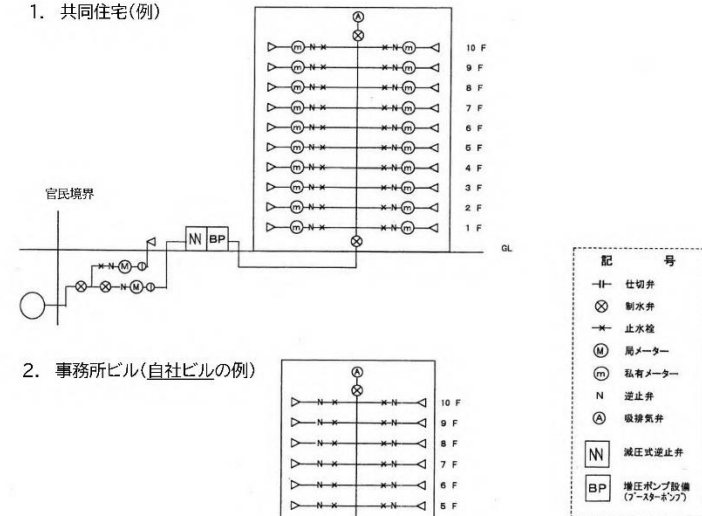 1. 共同住宅(例)
A
m N N m 10 F
m N N m 9 F
m N N m 8 F
m N N m 7 F
m N N m 6 F
m N N m 5 F
m N N m 4 F
m N N m 3 F
m N N m 2 F
m N N m 1 F
官民境界
NN BP
GL
N M
N M
2. 事務所ビル(自社ビルの例)
A
N N 10 F
N N 9 F
N N 8 F
N N 7 F
N N 6 F
N N 5 F
記 号
仕切弁
制水弁
止水栓
M 局メーター
m 私有メーター
N 逆止弁
A 吸排気弁
NN 減圧式逆止弁
BP 増圧ポンプ設備
(ブースターポンプ)